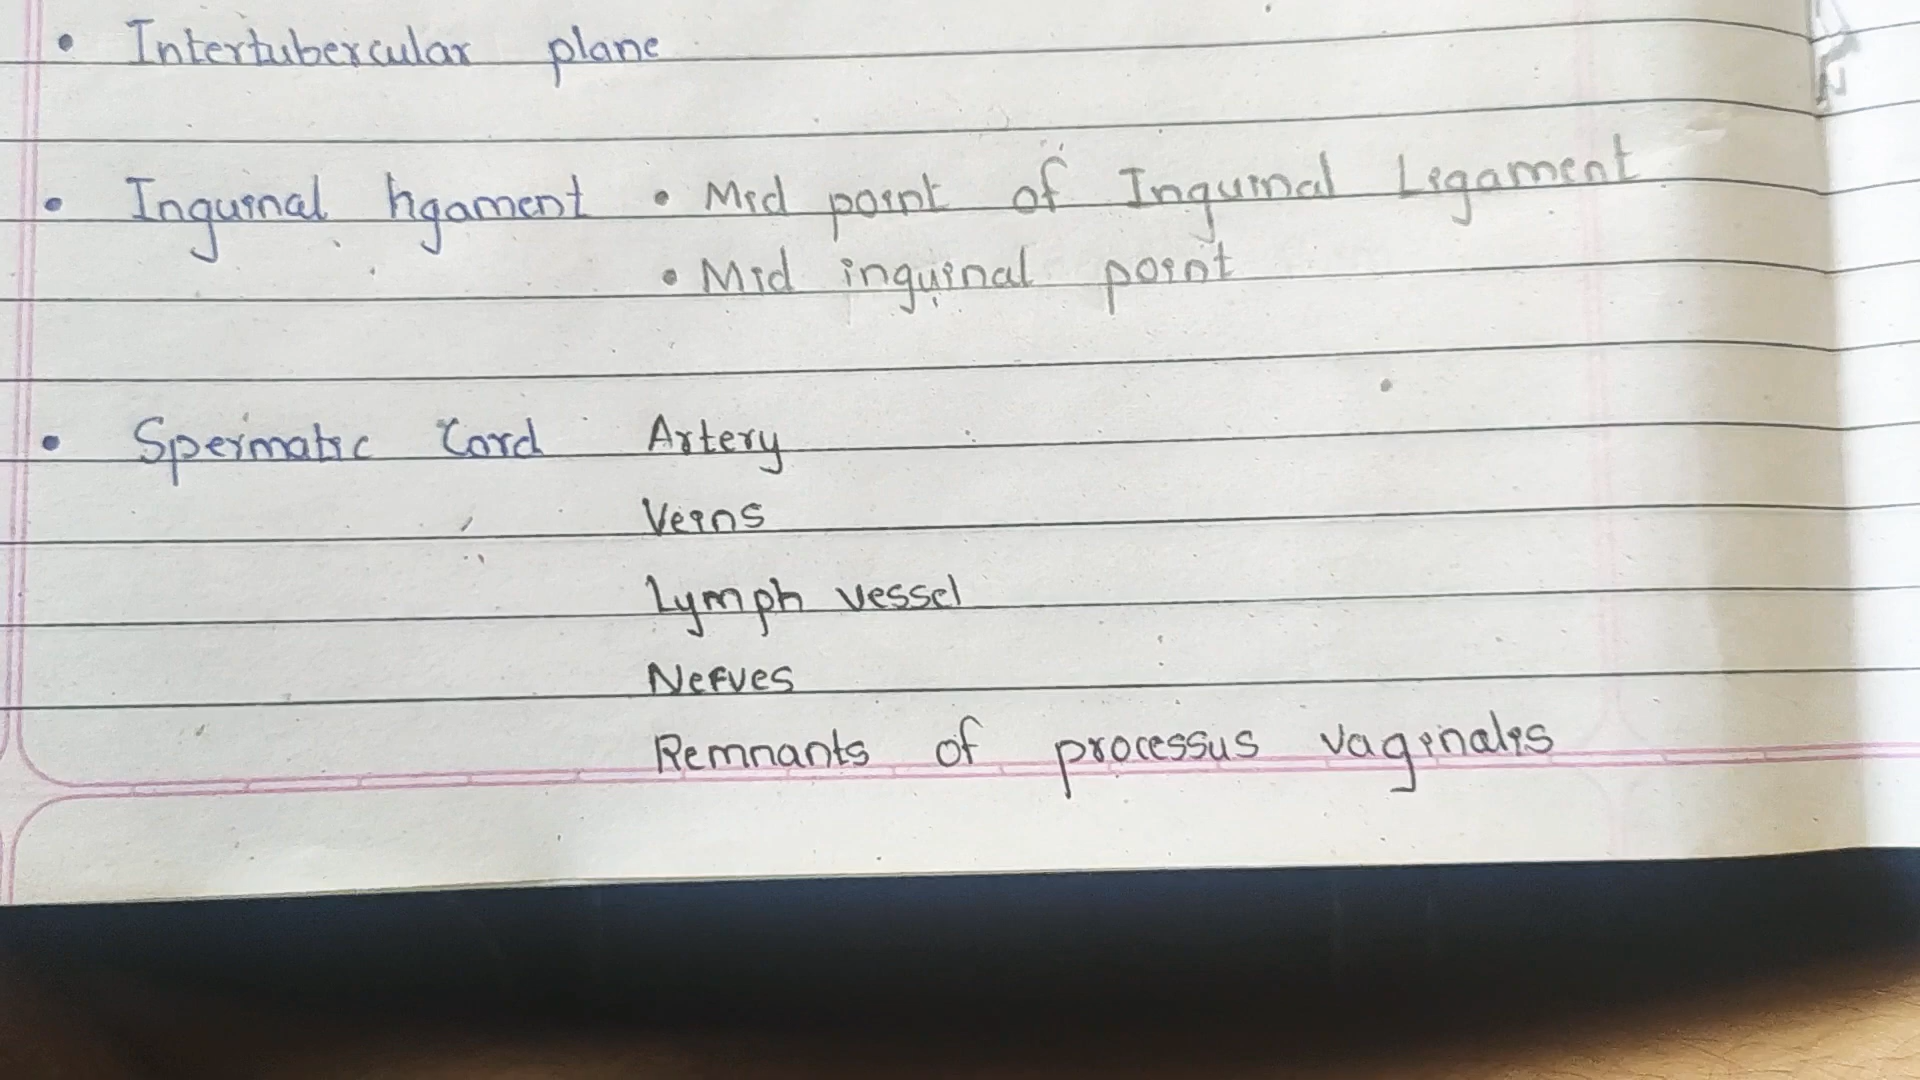 • Intertubercular plane
• Inguinal ligament • Mid point of Inguinal Ligament
• Mid inguinal point
• Spermatic Cord Artery
Veins
Lymph vessel
Nerves
Remnants of processus vaginalis